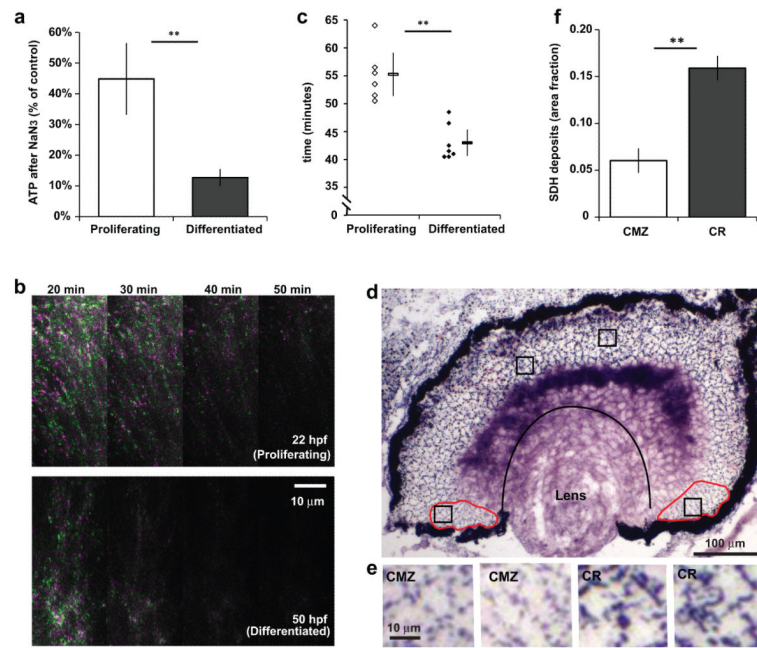 a
ATP after NaN3 (% of control)
60%
50%
40%
30%
20%
10%
0%
**
Proliferating
Differentiated
c
time (minutes)
65
60
55
50
45
40
35
0
**
Proliferating
Differentiated
f
SDH deposits (area fraction)
0.20
0.15
0.10
0.05
0
**
CMZ
CR
b
20 min
30 min
40 min
50 min
22 hpf
(Proliferating)
10 μm
50 hpf
(Differentiated)
d
Lens
100 μm
e
CMZ
10 μm
CMZ
CR
CR